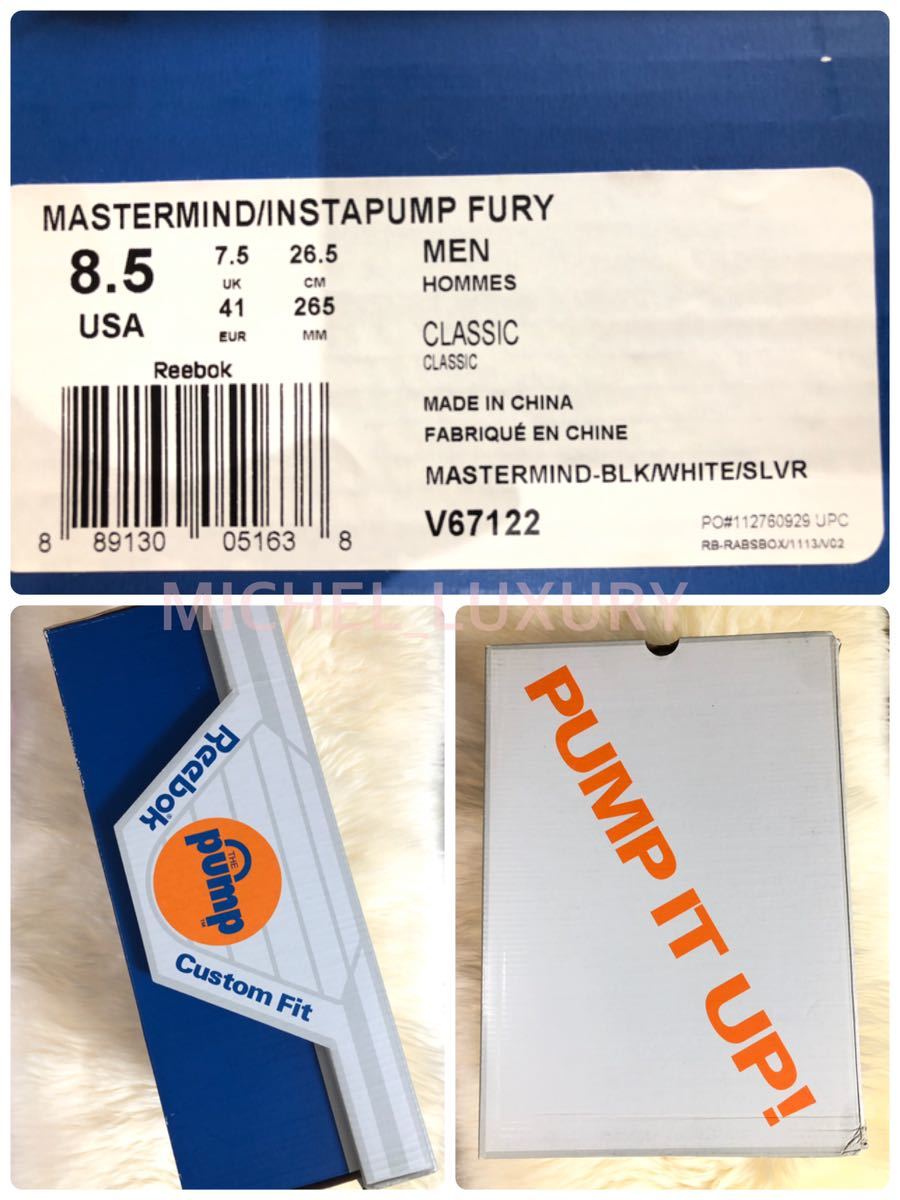 MASTERMIND/INSTAPUMP FURY
8.5
USA
7.5
UK
41
EUR
26.5
CM
265
MM
MEN
HOMMES
CLASSIC
CLASSIC
Reebok
MADE IN CHINA
FABRIQUÉ EN CHINE
MASTERMIND-BLK/WHITE/SLVR
8 89130 05163 8
V67122
PO#112760929 UPC
RB-RABSBOX/1113/V02
MICHEL_LUXURY
Reebok®
THE
pump™
Custom Fit
PUMP IT UP!